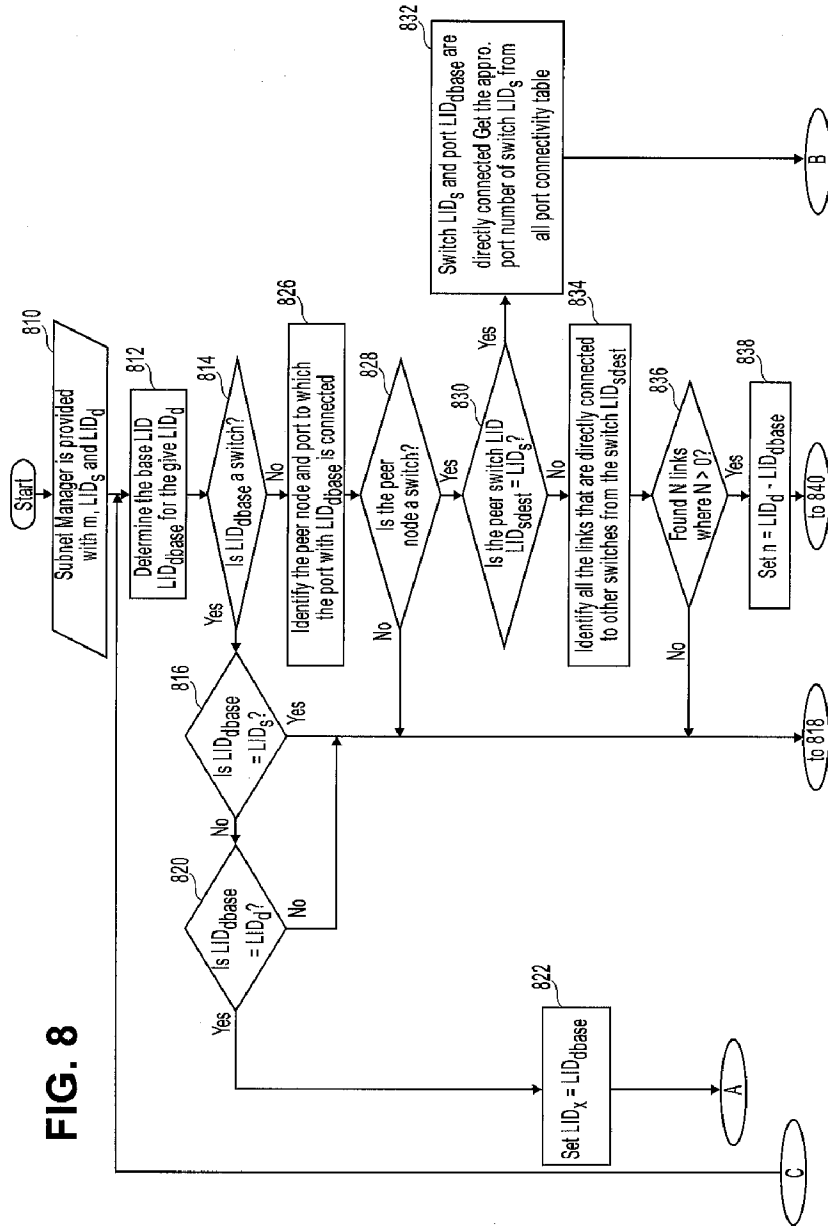 FIG. 8
Start
810
Subnet Manager is provided
with m, LIDs and LIDd
812
Determine the base LID
LIDdbase for the give LIDd
814
Is LIDdbase a switch?
Yes
No
816
Is LIDdbase
= LIDs?
Yes
No
820
Is LIDdbase
= LIDd?
No
Yes
822
Set LIDX = LIDdbase
A
C
826
Identify the peer node and port to which
the port with LIDdbase is connected
828
Is the peer
node a switch?
No
Yes
830
Is the peer switch LID
LIDsdest = LIDs?
Yes
No
832
Switch LIDs and port LIDdbase are
directly connected Get the appro.
port number of switch LIDs from
all port connectivity table
B
834
Identify all the links that are directly connected
to other switches from the switch LIDsdest
836
Found N links
where N > 0?
No
Yes
838
Set n = LIDd - LIDdbase
to 840
to 818